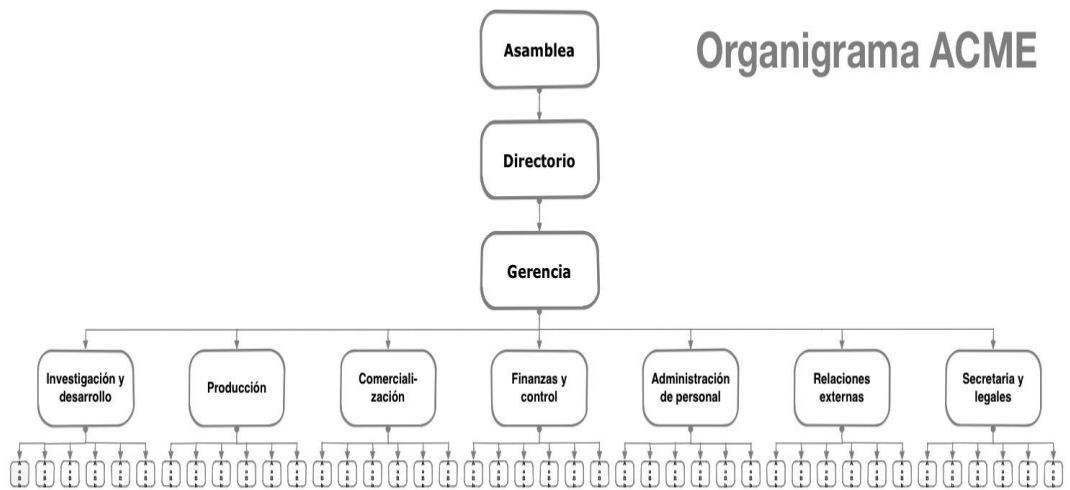 Organigrama ACME
Asamblea
Directorio
Gerencia
Investigación y
desarrollo
Producción
Comerciali-
zación
Finanzas y
control
Administración
de personal
Relaciones
externas
Secretaria y
legales